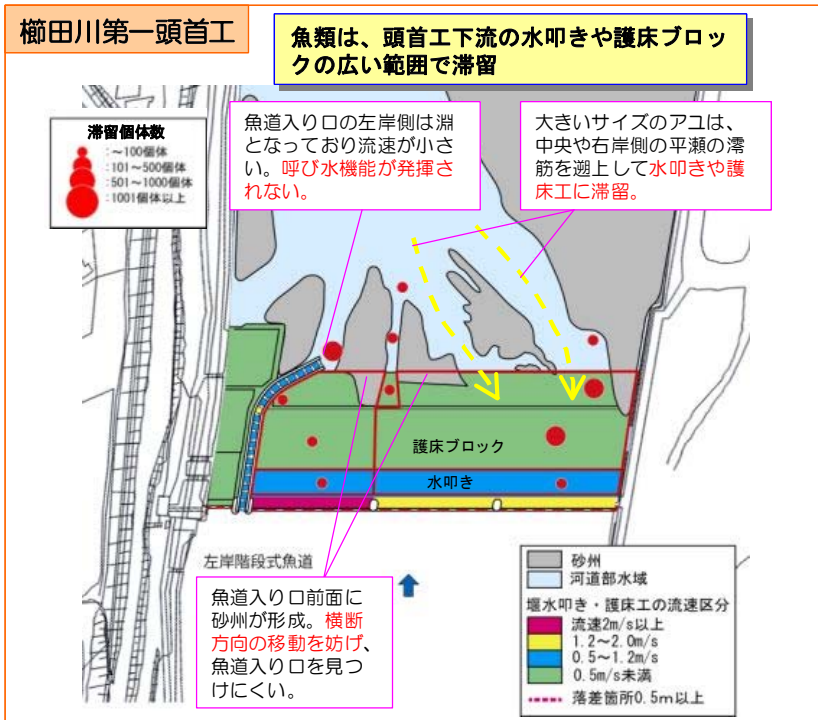 櫛田川第一頭首工
魚類は、頭首工下流の水叩きや護床ブロッ
クの広い範囲で滞留
滞留個体数
:~100個体
:101~500個体
:501~1000個体
:1001個体以上
魚道入り口の左岸側は淵
となっており流速が小さ
い。呼び水機能が発揮さ
れない。
大きいサイズのアユは、
中央や右岸側の平瀬の澪
筋を遡上して水叩きや護
床工に滞留。
護床ブロック
水叩き
左岸階段式魚道
魚道入り口前面に
砂州が形成。横断
方向の移動を妨げ、
魚道入り口を見つ
けにくい。
砂州
河道部水域
堰水叩き・護床工の流速区分
流速2m/s以上
1.2~2.0m/s
0.5~1.2m/s
0.5m/s未満
落差箇所0.5m以上